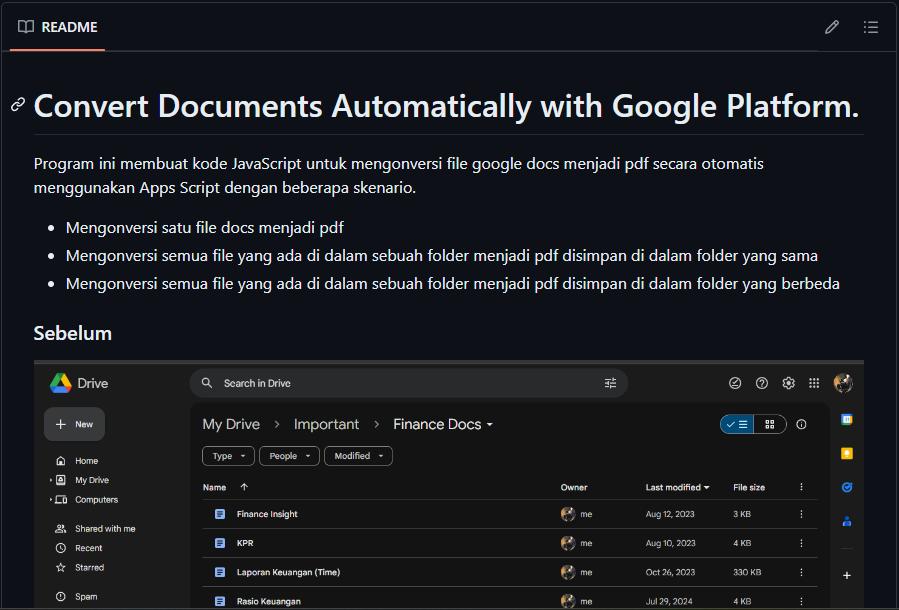 README
Convert Documents Automatically with Google Platform.
Program ini membuat kode JavaScript untuk mengonversi file google docs menjadi pdf secara otomatis
menggunakan Apps Script dengan beberapa skenario.
Mengonversi satu file docs menjadi pdf
Mengonversi semua file yang ada di dalam sebuah folder menjadi pdf disimpan di dalam folder yang sama
Mengonversi semua file yang ada di dalam sebuah folder menjadi pdf disimpan di dalam folder yang berbeda
Sebelum
Drive
Search in Drive
New
Home
My Drive
Computers
Shared with me
Recent
Starred
Spam
My Drive > Important > Finance Docs
Type People Modified
Name Owner Last modified File size
Finance Insight me Aug 12, 2023 3 KB
KPR me Aug 10, 2023 4 KB
Laporan Keuangan (Time) me Oct 26, 2023 330 KB
Rasio Keuangan me Jul 29, 2024 4 KB